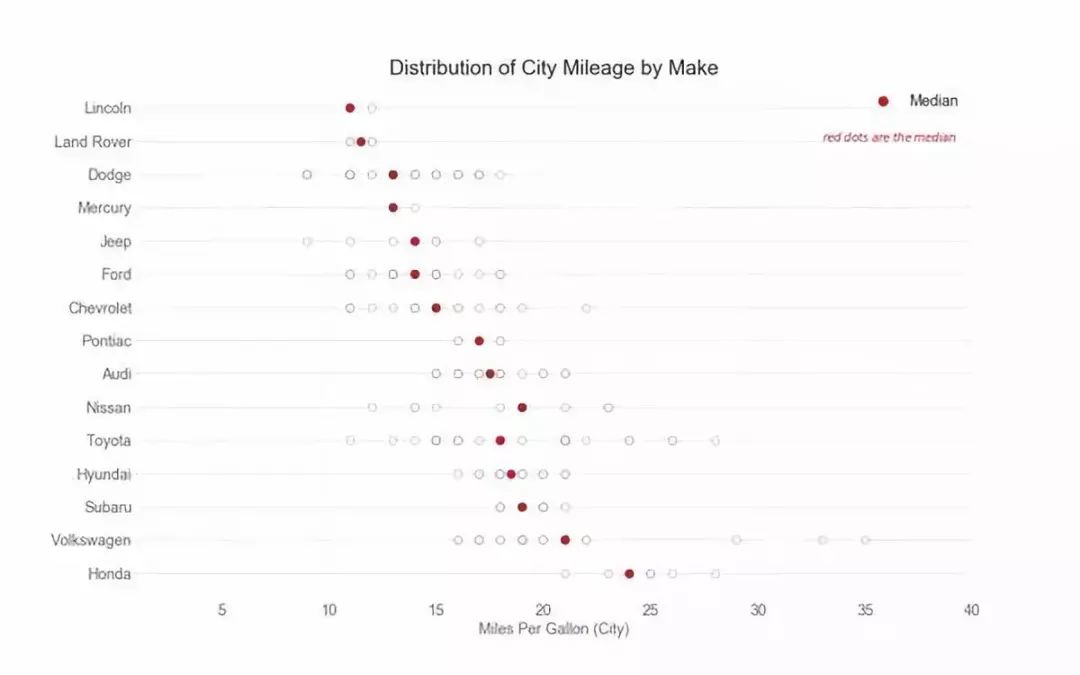 Distribution of City Mileage by Make
Lincoln
Median
Land Rover
red dots are the median
Dodge
Mercury
Jeep
Ford
Chevrolet
Pontiac
Audi
Nissan
Toyota
Hyundai
Subaru
Volkswagen
Honda
5 10 15 20 25 30 35 40
Miles Per Gallon (City)